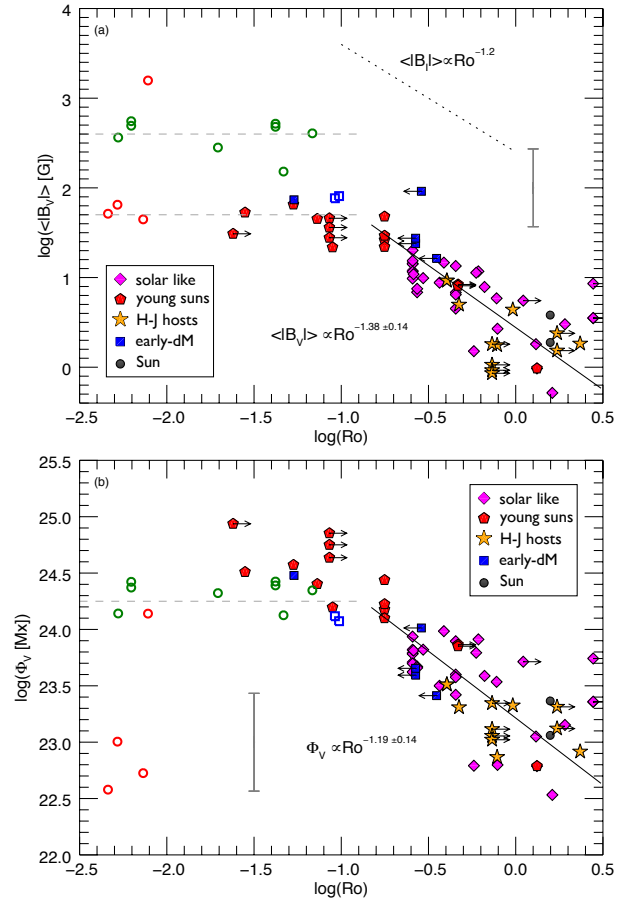 (a)
<|B_I|> ∝Ro^-1.2
log(<|B_V|> [G])
4
3
2
1
0
solar like
young suns
H-J hosts
early-dM
Sun
<|B_V|> ∝Ro^-1.38 ±0.14
-2.5 -2.0 -1.5 -1.0 -0.5 0.0 0.5
log(Ro)
(b)
log(Φ_V [Mx])
25.5
25.0
24.5
24.0
23.5
23.0
22.5
22.0
solar like
young suns
H-J hosts
early-dM
Sun
Φ_V ∝Ro^-1.19 ±0.14
-2.5 -2.0 -1.5 -1.0 -0.5 0.0 0.5
log(Ro)